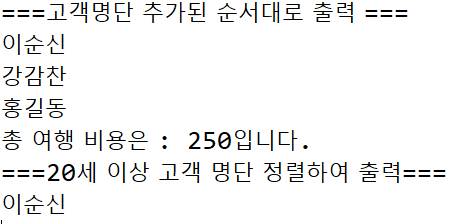 ===고객명단 추가된 순서대로 출력 ===
이순신
강감찬
홍길동
총 여행 비용은 : 250입니다.
===20세 이상 고객 명단 정렬하여 출력===
이순신